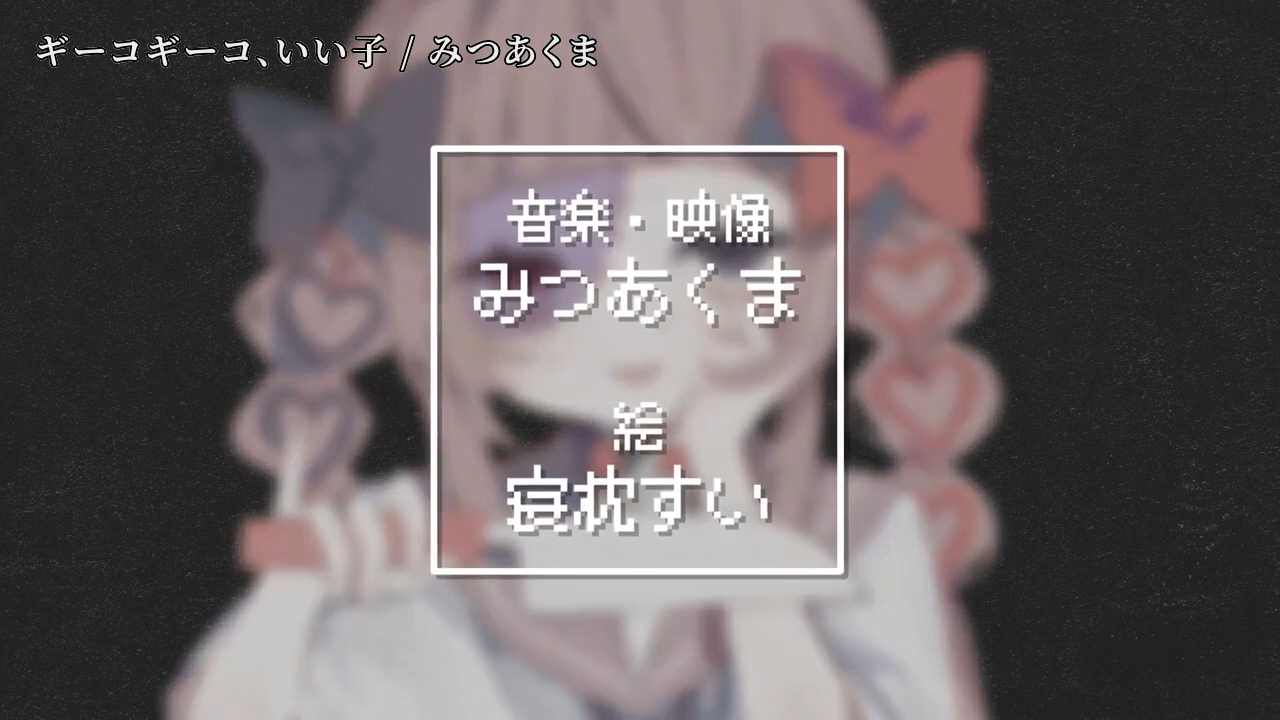 ギーコギーコ、いい子 / みつあくま
音楽・映像
みつあくま
絵
寝枕すい